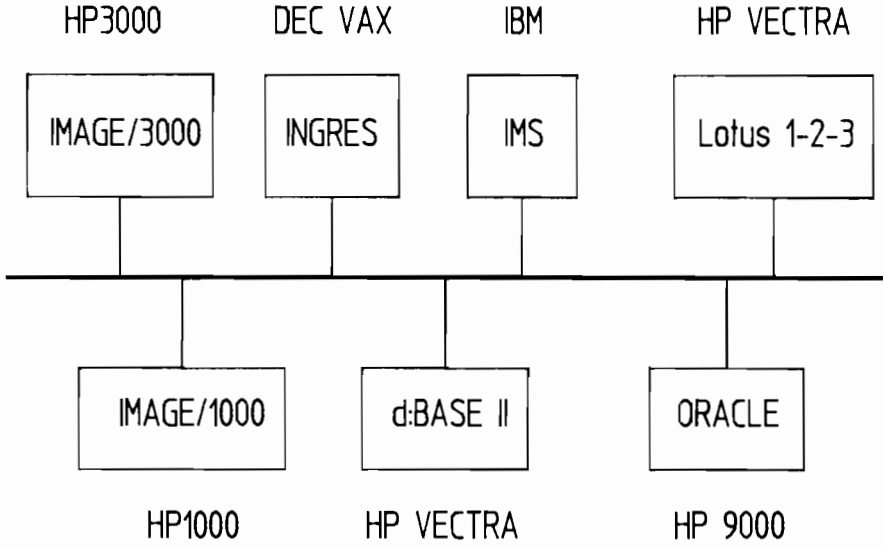 HP3000 DEC VAX IBM HP VECTRA
IMAGE/3000 INGRES IMS Lotus 1-2-3
IMAGE/1000 d:BASE II ORACLE
HP1000 HP VECTRA HP 9000